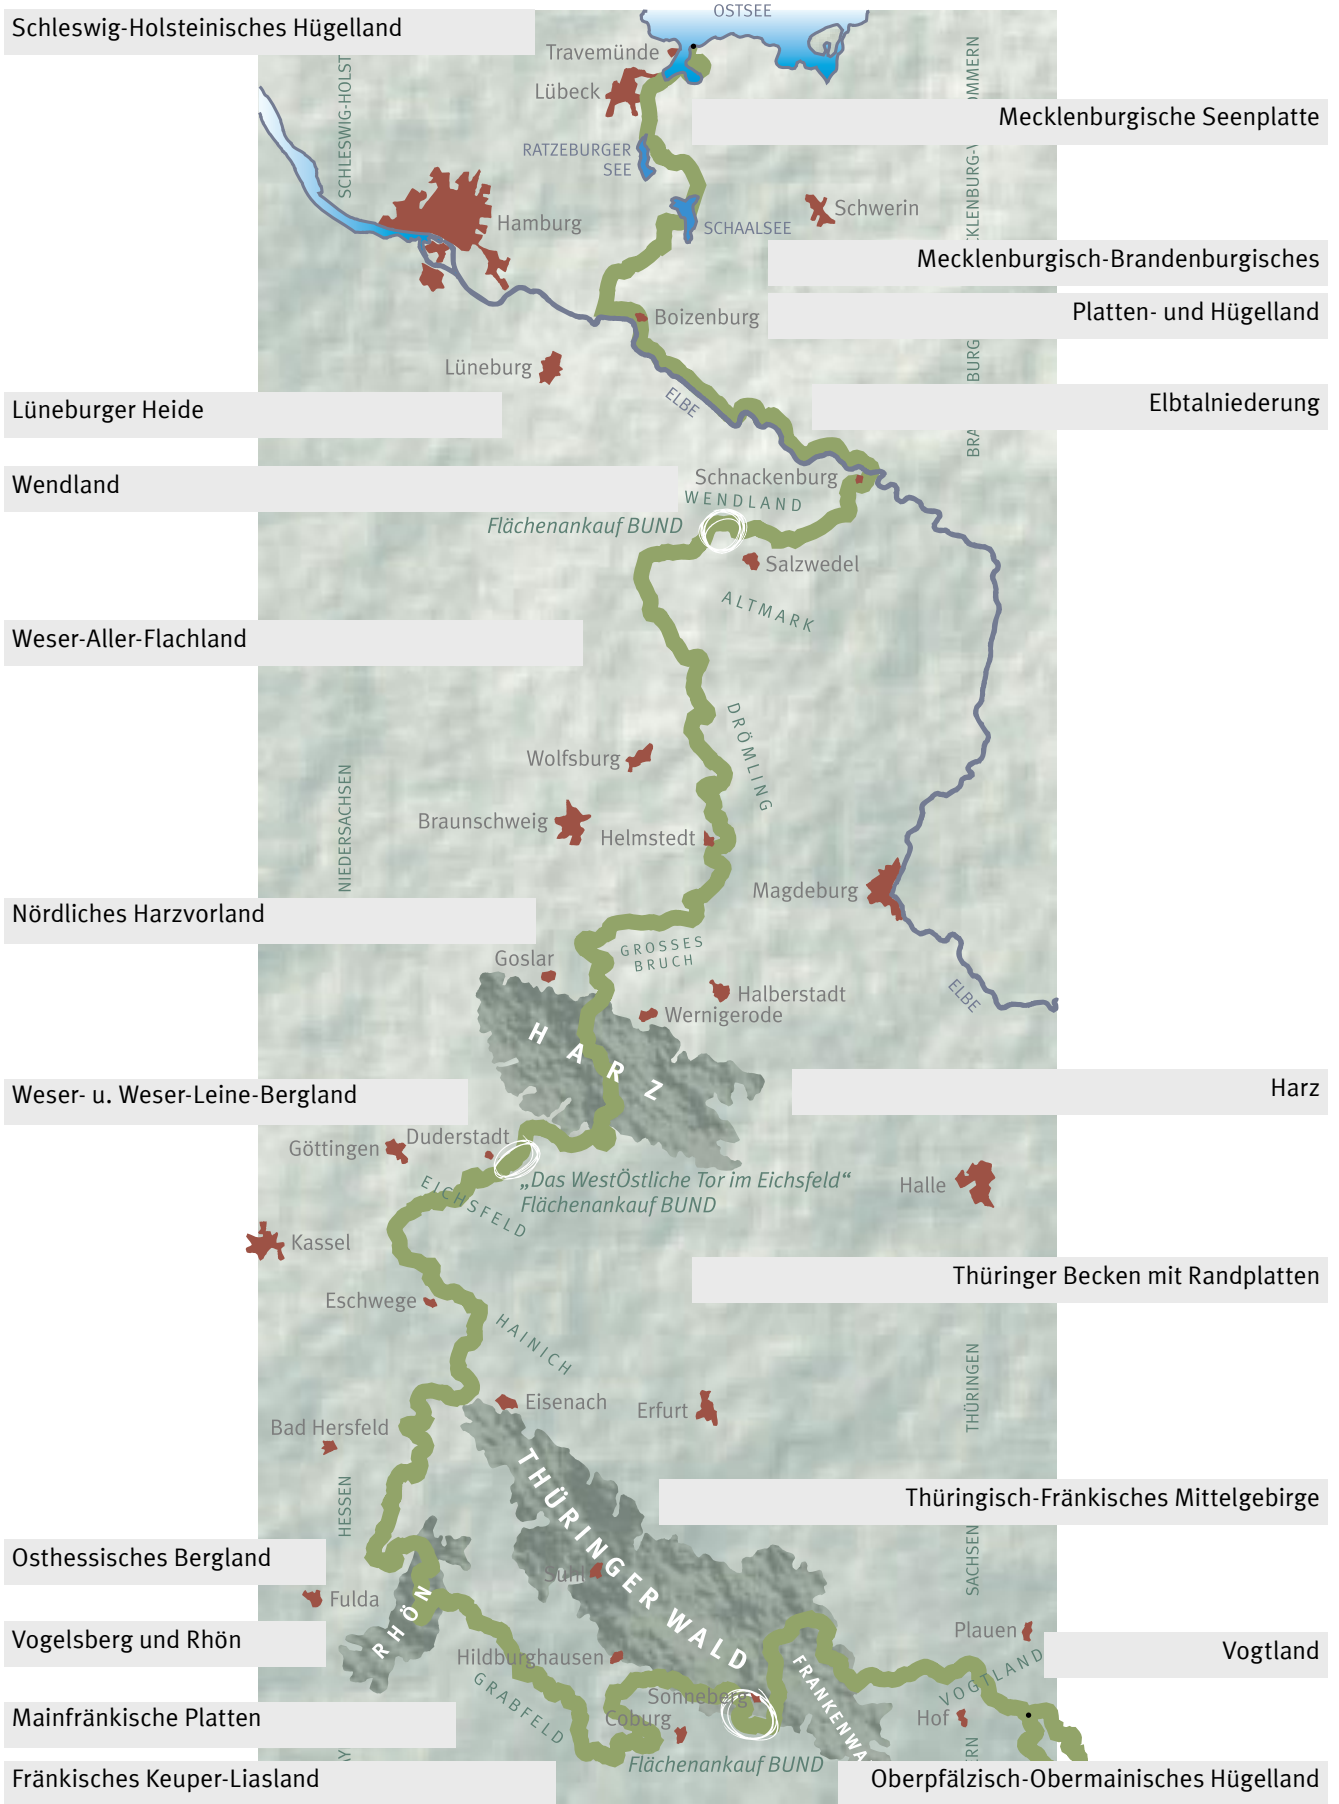 OSTSEE
Schleswig-Holsteinisches Hügelland
Travemünde
SCHLESWIG-HOLST
Lübeck
Mecklenburgische Seenplatte
RATZEBURGER
SEE
Schwerin
Hamburg
SCHAALSEE
Mecklenburgisch-Brandenburgisches
Platten- und Hügelland
Boizenburg
Lüneburg
ELBE
Lüneburger Heide
Elbtalniederung
Wendland
Schnackenburg
WENDLAND
Flächenankauf BUND
Salzwedel
ALTMARK
Weser-Aller-Flachland
DRÖMLING
Wolfsburg
NIEDERSACHSEN
Braunschweig
Helmstedt
Magdeburg
Nördliches Harzvorland
GROSSES
BRUCH
Goslar
Halberstadt
ELBE
Wernigerode
HARZ
Weser- u. Weser-Leine-Bergland
Harz
Göttingen
Duderstadt
„Das WestÖstliche Tor im Eichsfeld“
Flächenankauf BUND
Halle
EICHSFELD
Kassel
Thüringer Becken mit Randplatten
Eschwege
HAINICH
THÜRINGEN
Eisenach
Erfurt
Bad Hersfeld
HESSEN
THÜRINGER WALD
Thüringisch-Fränkisches Mittelgebirge
SACHSEN
Osthessisches Bergland
Suhl
Fulda
RHÖN
Plauen
Vogelsberg und Rhön
Vogtland
Hildburghausen
GRABFELD
FRANKENWA
VOGTLAND
Sonneberg
Mainfränkische Platten
Coburg
Hof
Flächenankauf BUND
Fränkisches Keuper-Liasland
Oberpfälzisch-Obermainisches Hügelland